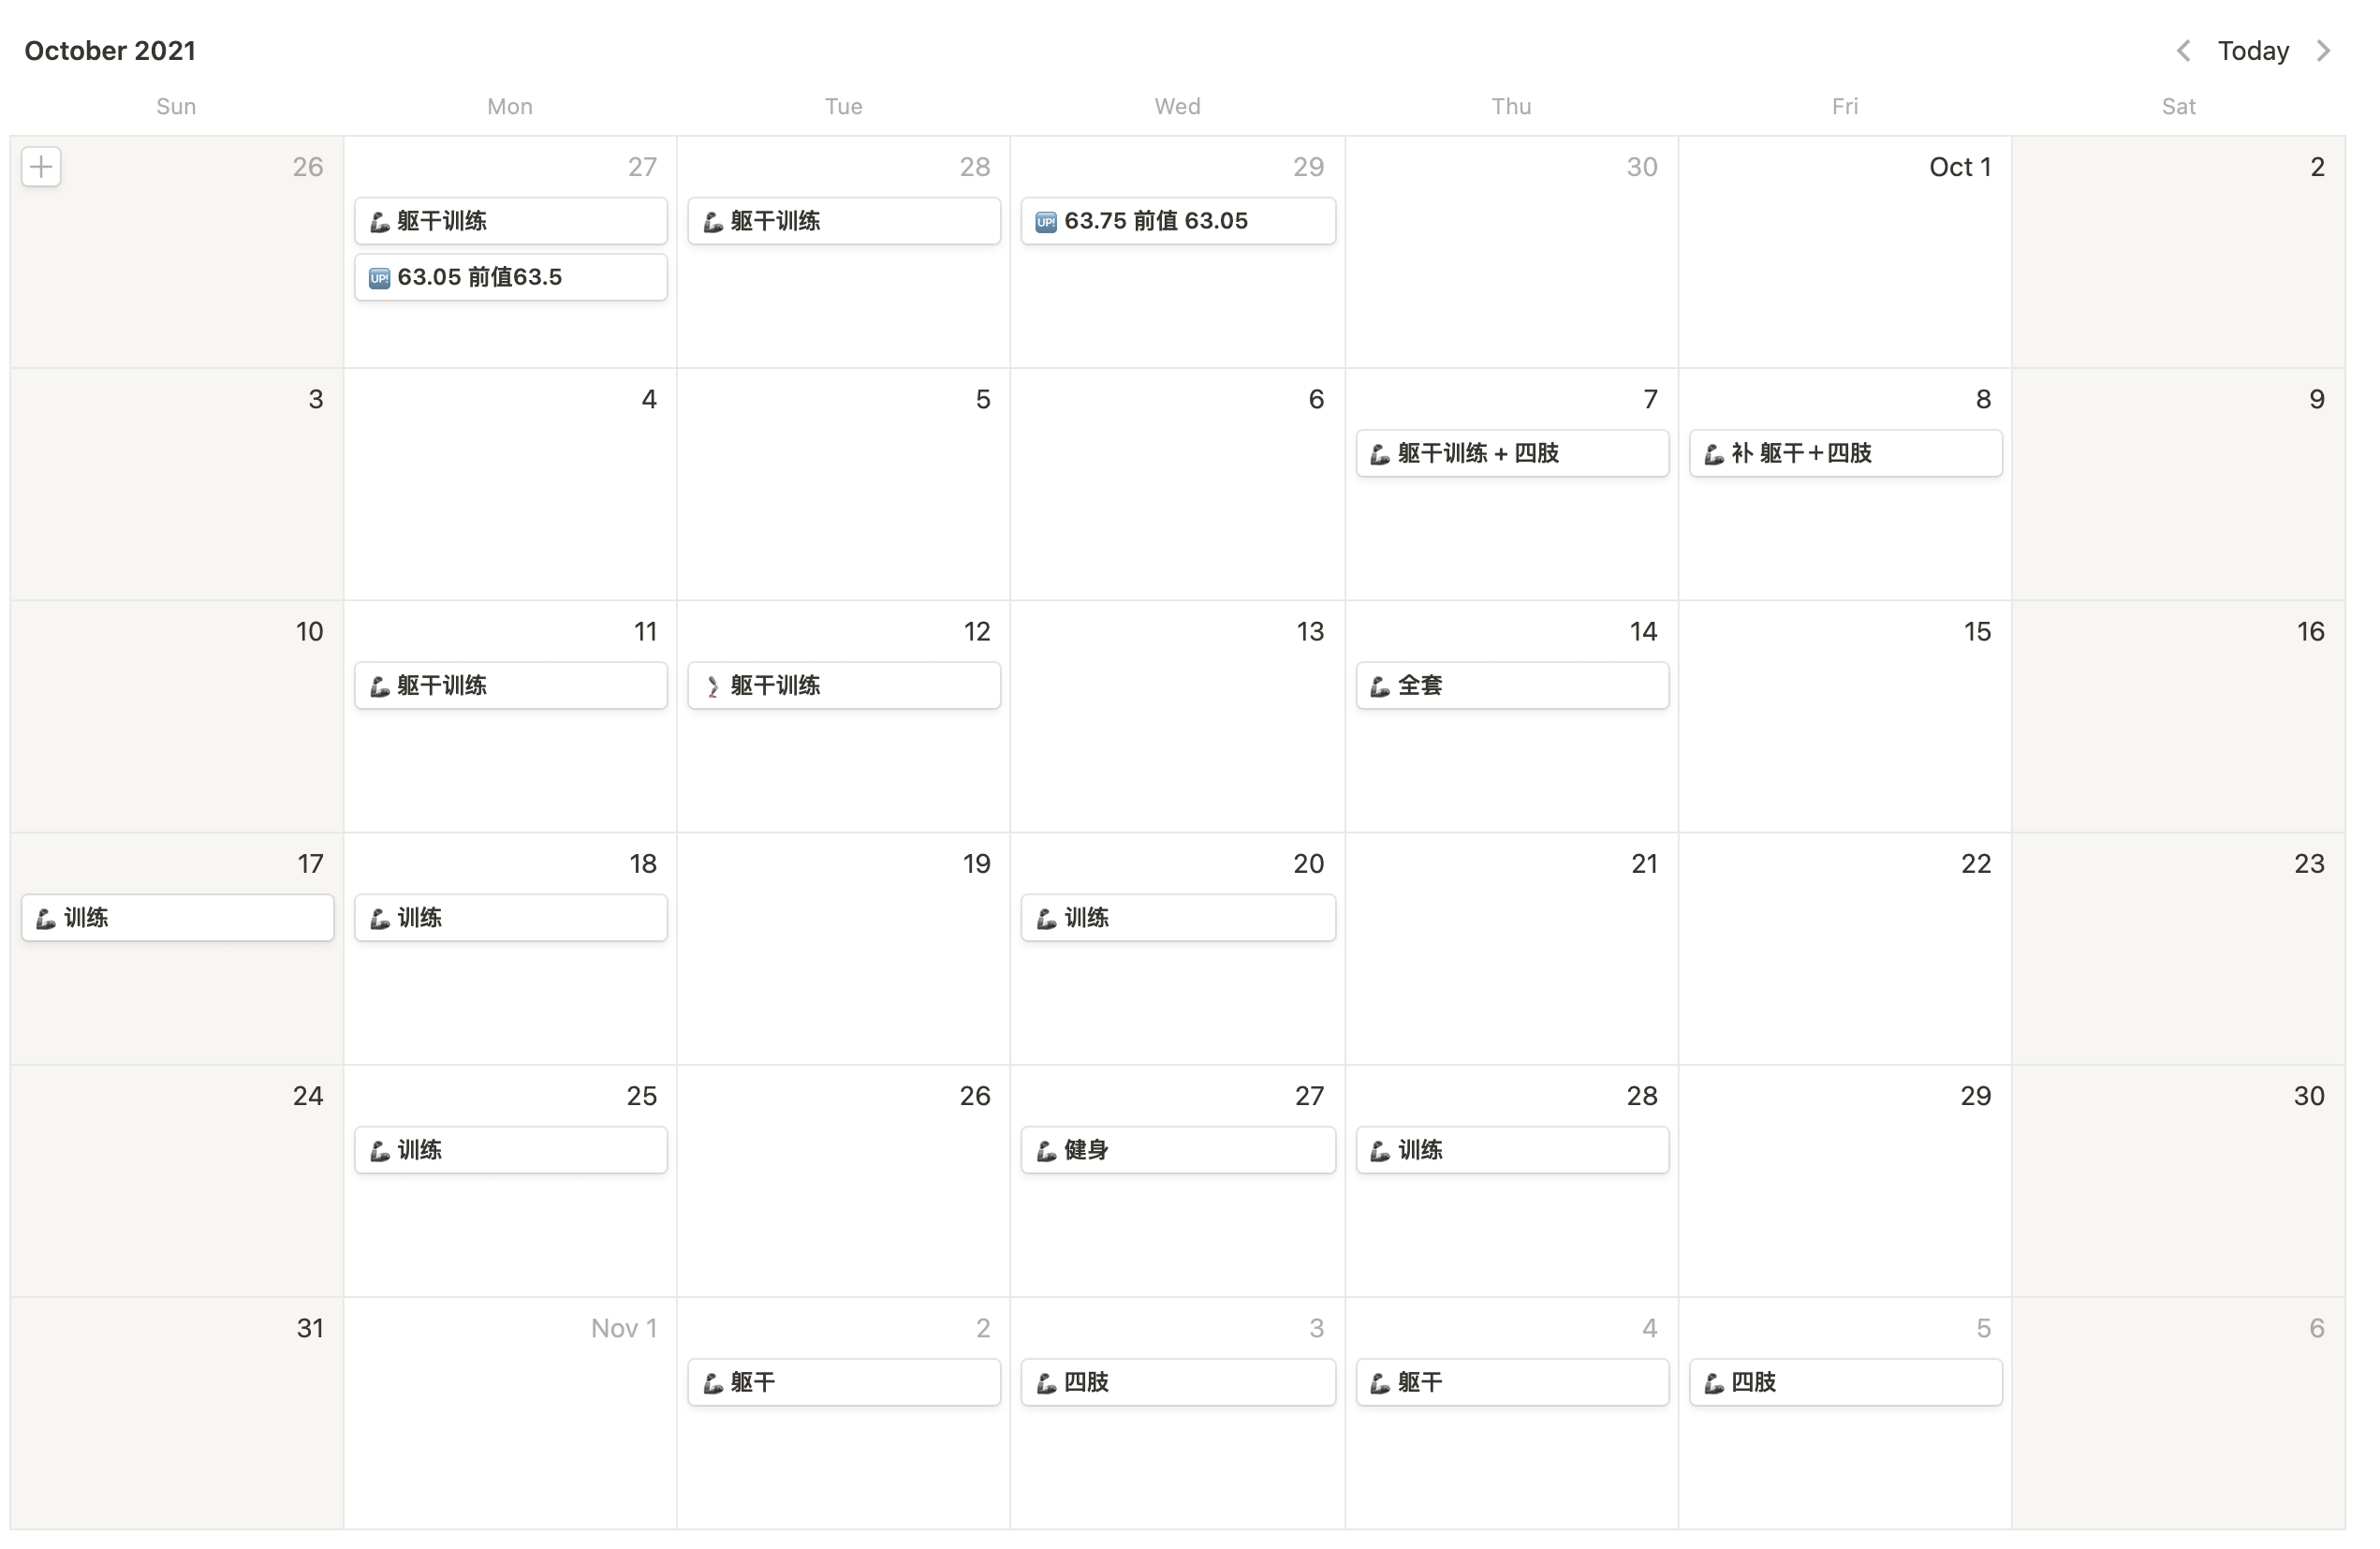 October 2021
Today
Sun Mon Tue Wed Thu Fri Sat
26 27 28 29 30 Oct 1 2
躯干训练 躯干训练 🆙 63.75 前值 63.05
🆙 63.05 前值63.5
3 4 5 6 7 8 9
躯干训练 + 四肢 补 躯干＋四肢
10 11 12 13 14 15 16
躯干训练 躯干训练 全套
17 18 19 20 21 22 23
训练 训练 训练
24 25 26 27 28 29 30
训练 健身 训练
31 Nov 1 2 3 4 5 6
躯干 四肢 躯干 四肢